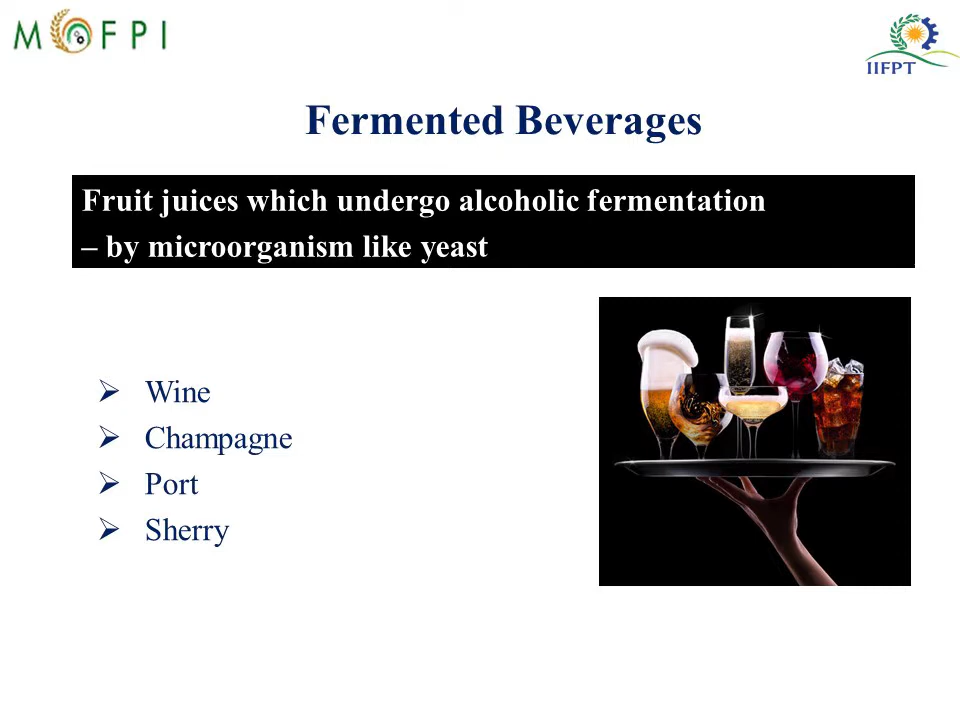 MOFPI
IIFPT
Fermented Beverages
Fruit juices which undergo alcoholic fermentation
– by microorganism like yeast
➢ Wine
➢ Champagne
➢ Port
➢ Sherry